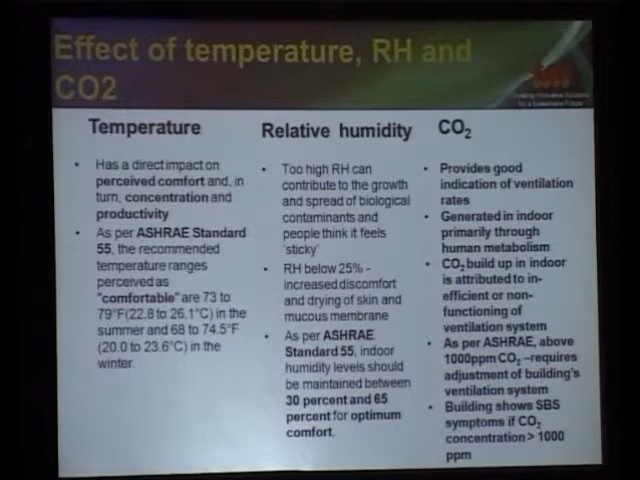 Effect of temperature, RH and
CO2
for a Sustainable Future
Temperature
• Has a direct impact on
perceived comfort and, in
turn, concentration and
productivity
• As per ASHRAE Standard
55, the recommended
temperature ranges
perceived as
"comfortable" are 73 to
79°F(22.8 to 26.1°C) in the
summer and 68 to 74.5°F
(20.0 to 23.6°C) in the
winter.
Relative humidity
• Too high RH can
contribute to the growth
and spread of biological
contaminants and
people think it feels
'sticky'
• RH below 25% -
increased discomfort
and drying of skin and
mucous membrane
• As per ASHRAE
Standard 55, indoor
humidity levels should
be maintained between
30 percent and 65
percent for optimum
comfort.
CO₂
• Provides good
indication of ventilation
rates
• Generated in indoor
primarily through
human metabolism
• CO₂ build up in indoor
is attributed to in-
efficient or non-
functioning of
ventilation system
• As per ASHRAE, above
1000ppm CO₂ –requires
adjustment of building's
ventilation system
• Building shows SBS
symptoms if CO₂
concentration> 1000
ppm